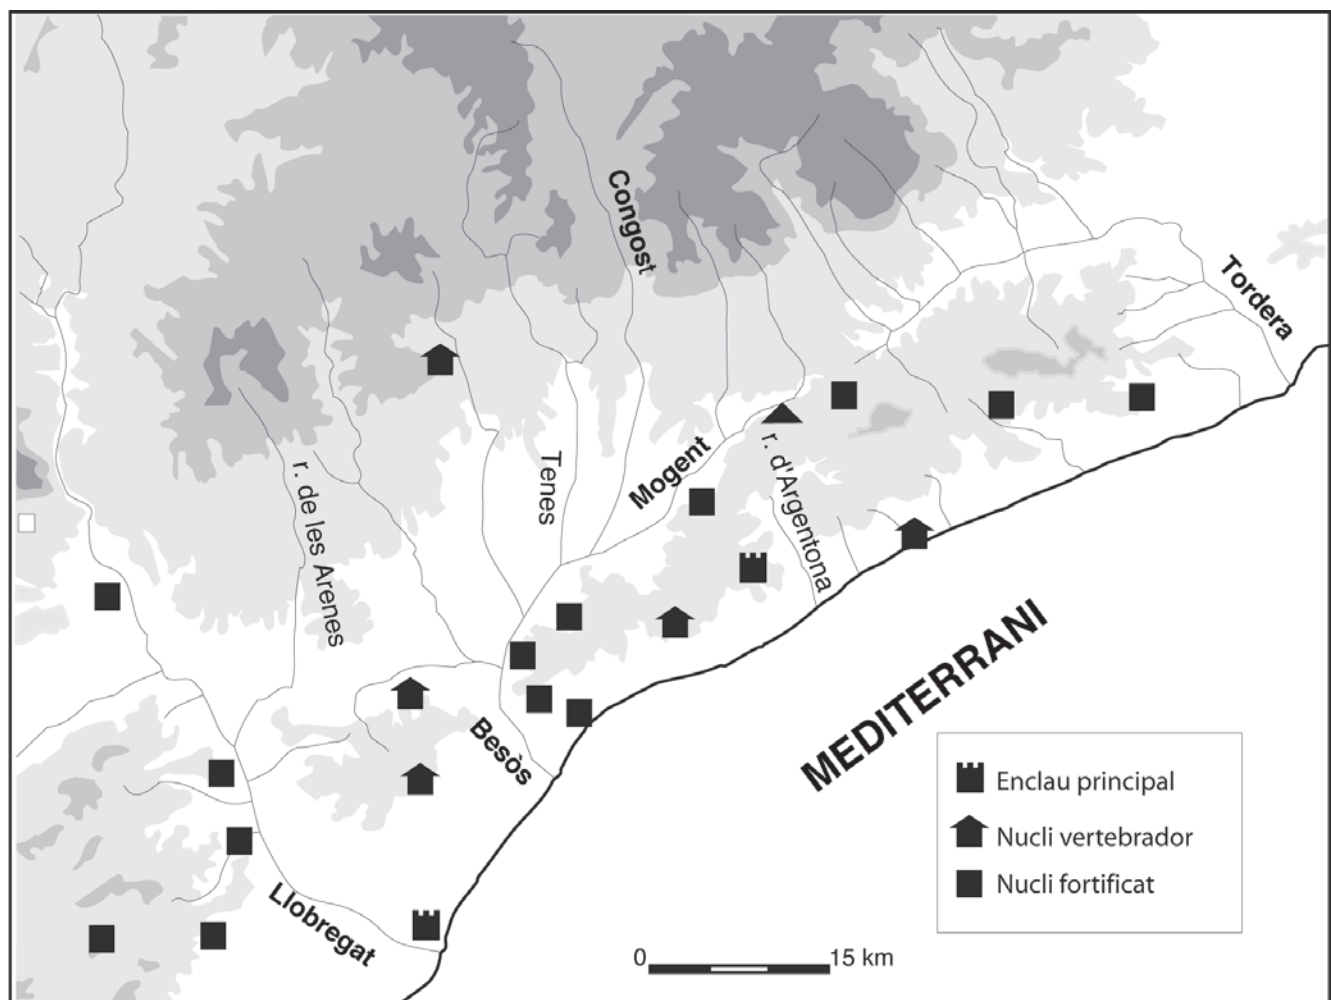 Congost
Tordera
Tenes
Mogent
r. d'Argentona
r. de les Arenes
Besòs
MEDITERRANI
Llobregat
Enclau principal
Nucli vertebrador
Nucli fortificat
0 15 km